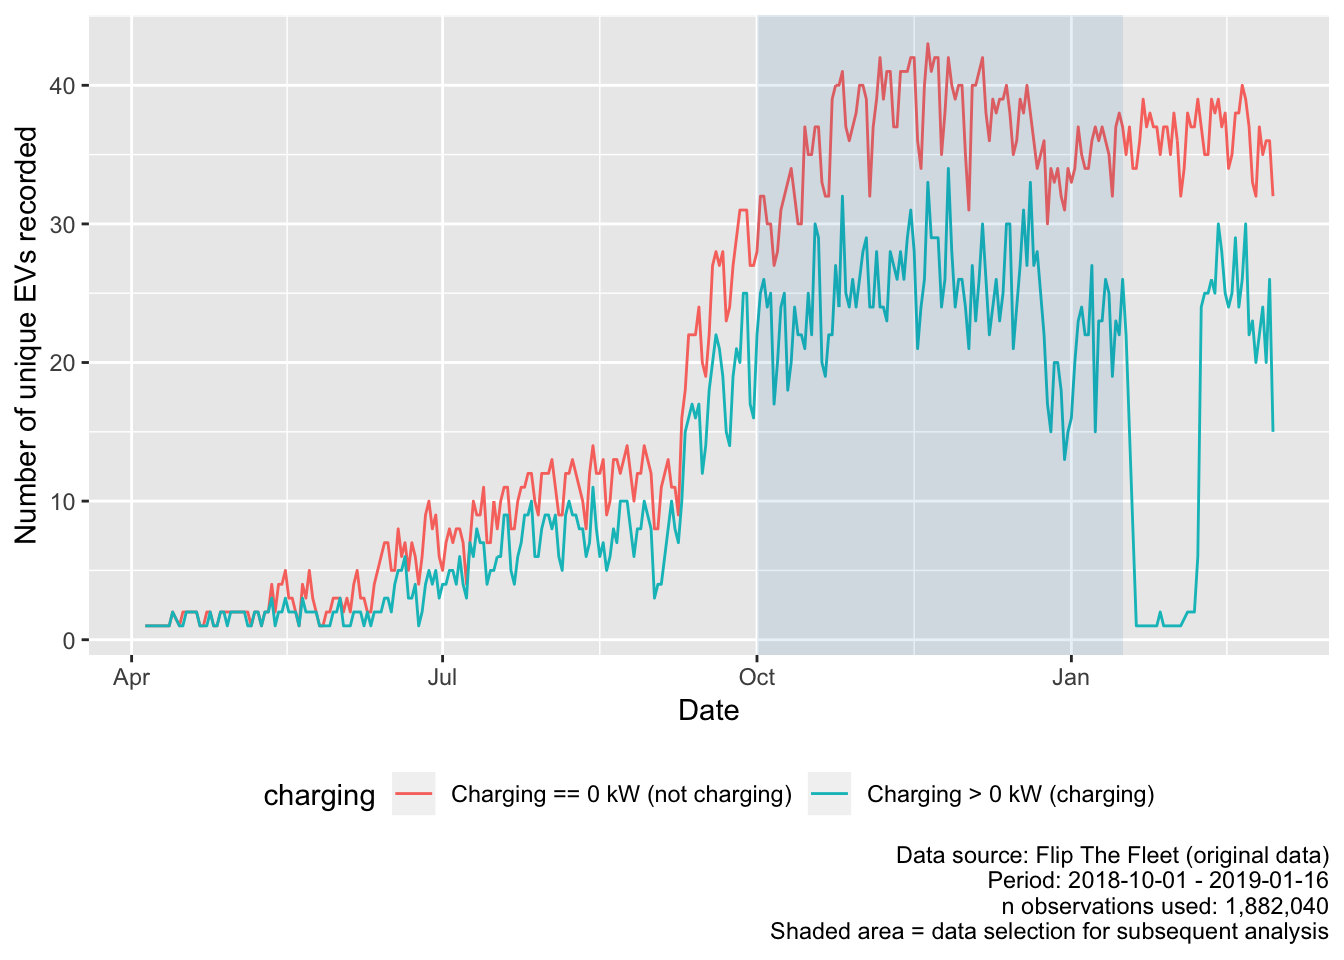 Number of unique EVs recorded
40
30
20
10
0
Apr Jul Oct Jan
Date
charging Charging == 0 kW (not charging) Charging > 0 kW (charging)
Data source: Flip The Fleet (original data)
Period: 2018-10-01 - 2019-01-16
n observations used: 1,882,040
Shaded area = data selection for subsequent analysis